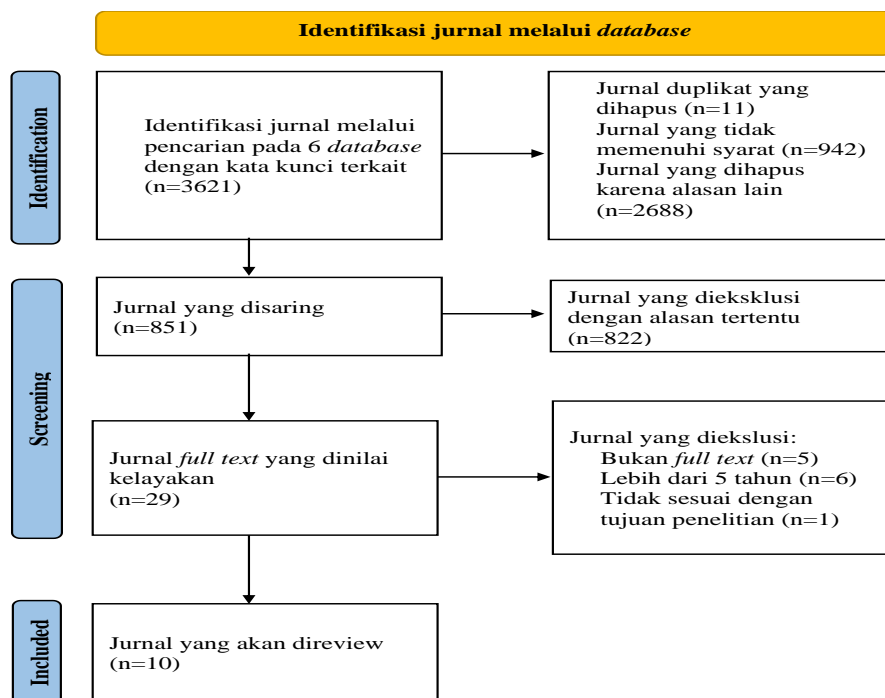 Identifikasi jurnal melalui database
Identification
Identifikasi jurnal melalui
pencarian pada 6 database
dengan kata kunci terkait
(n=3621)
Jurnal duplikat yang
dihapus (n=11)
Jurnal yang tidak
memenuhi syarat (n=942)
Jurnal yang dihapus
karena alasan lain
(n=2688)
Screening
Jurnal yang disaring
(n=851)
Jurnal yang dieksklusi
dengan alasan tertentu
(n=822)
Jurnal full text yang dinilai
kelayakan
(n=29)
Jurnal yang diekslusi:
Bukan full text (n=5)
Lebih dari 5 tahun (n=6)
Tidak sesuai dengan
tujuan penelitian (n=1)
Included
Jurnal yang akan direview
(n=10)